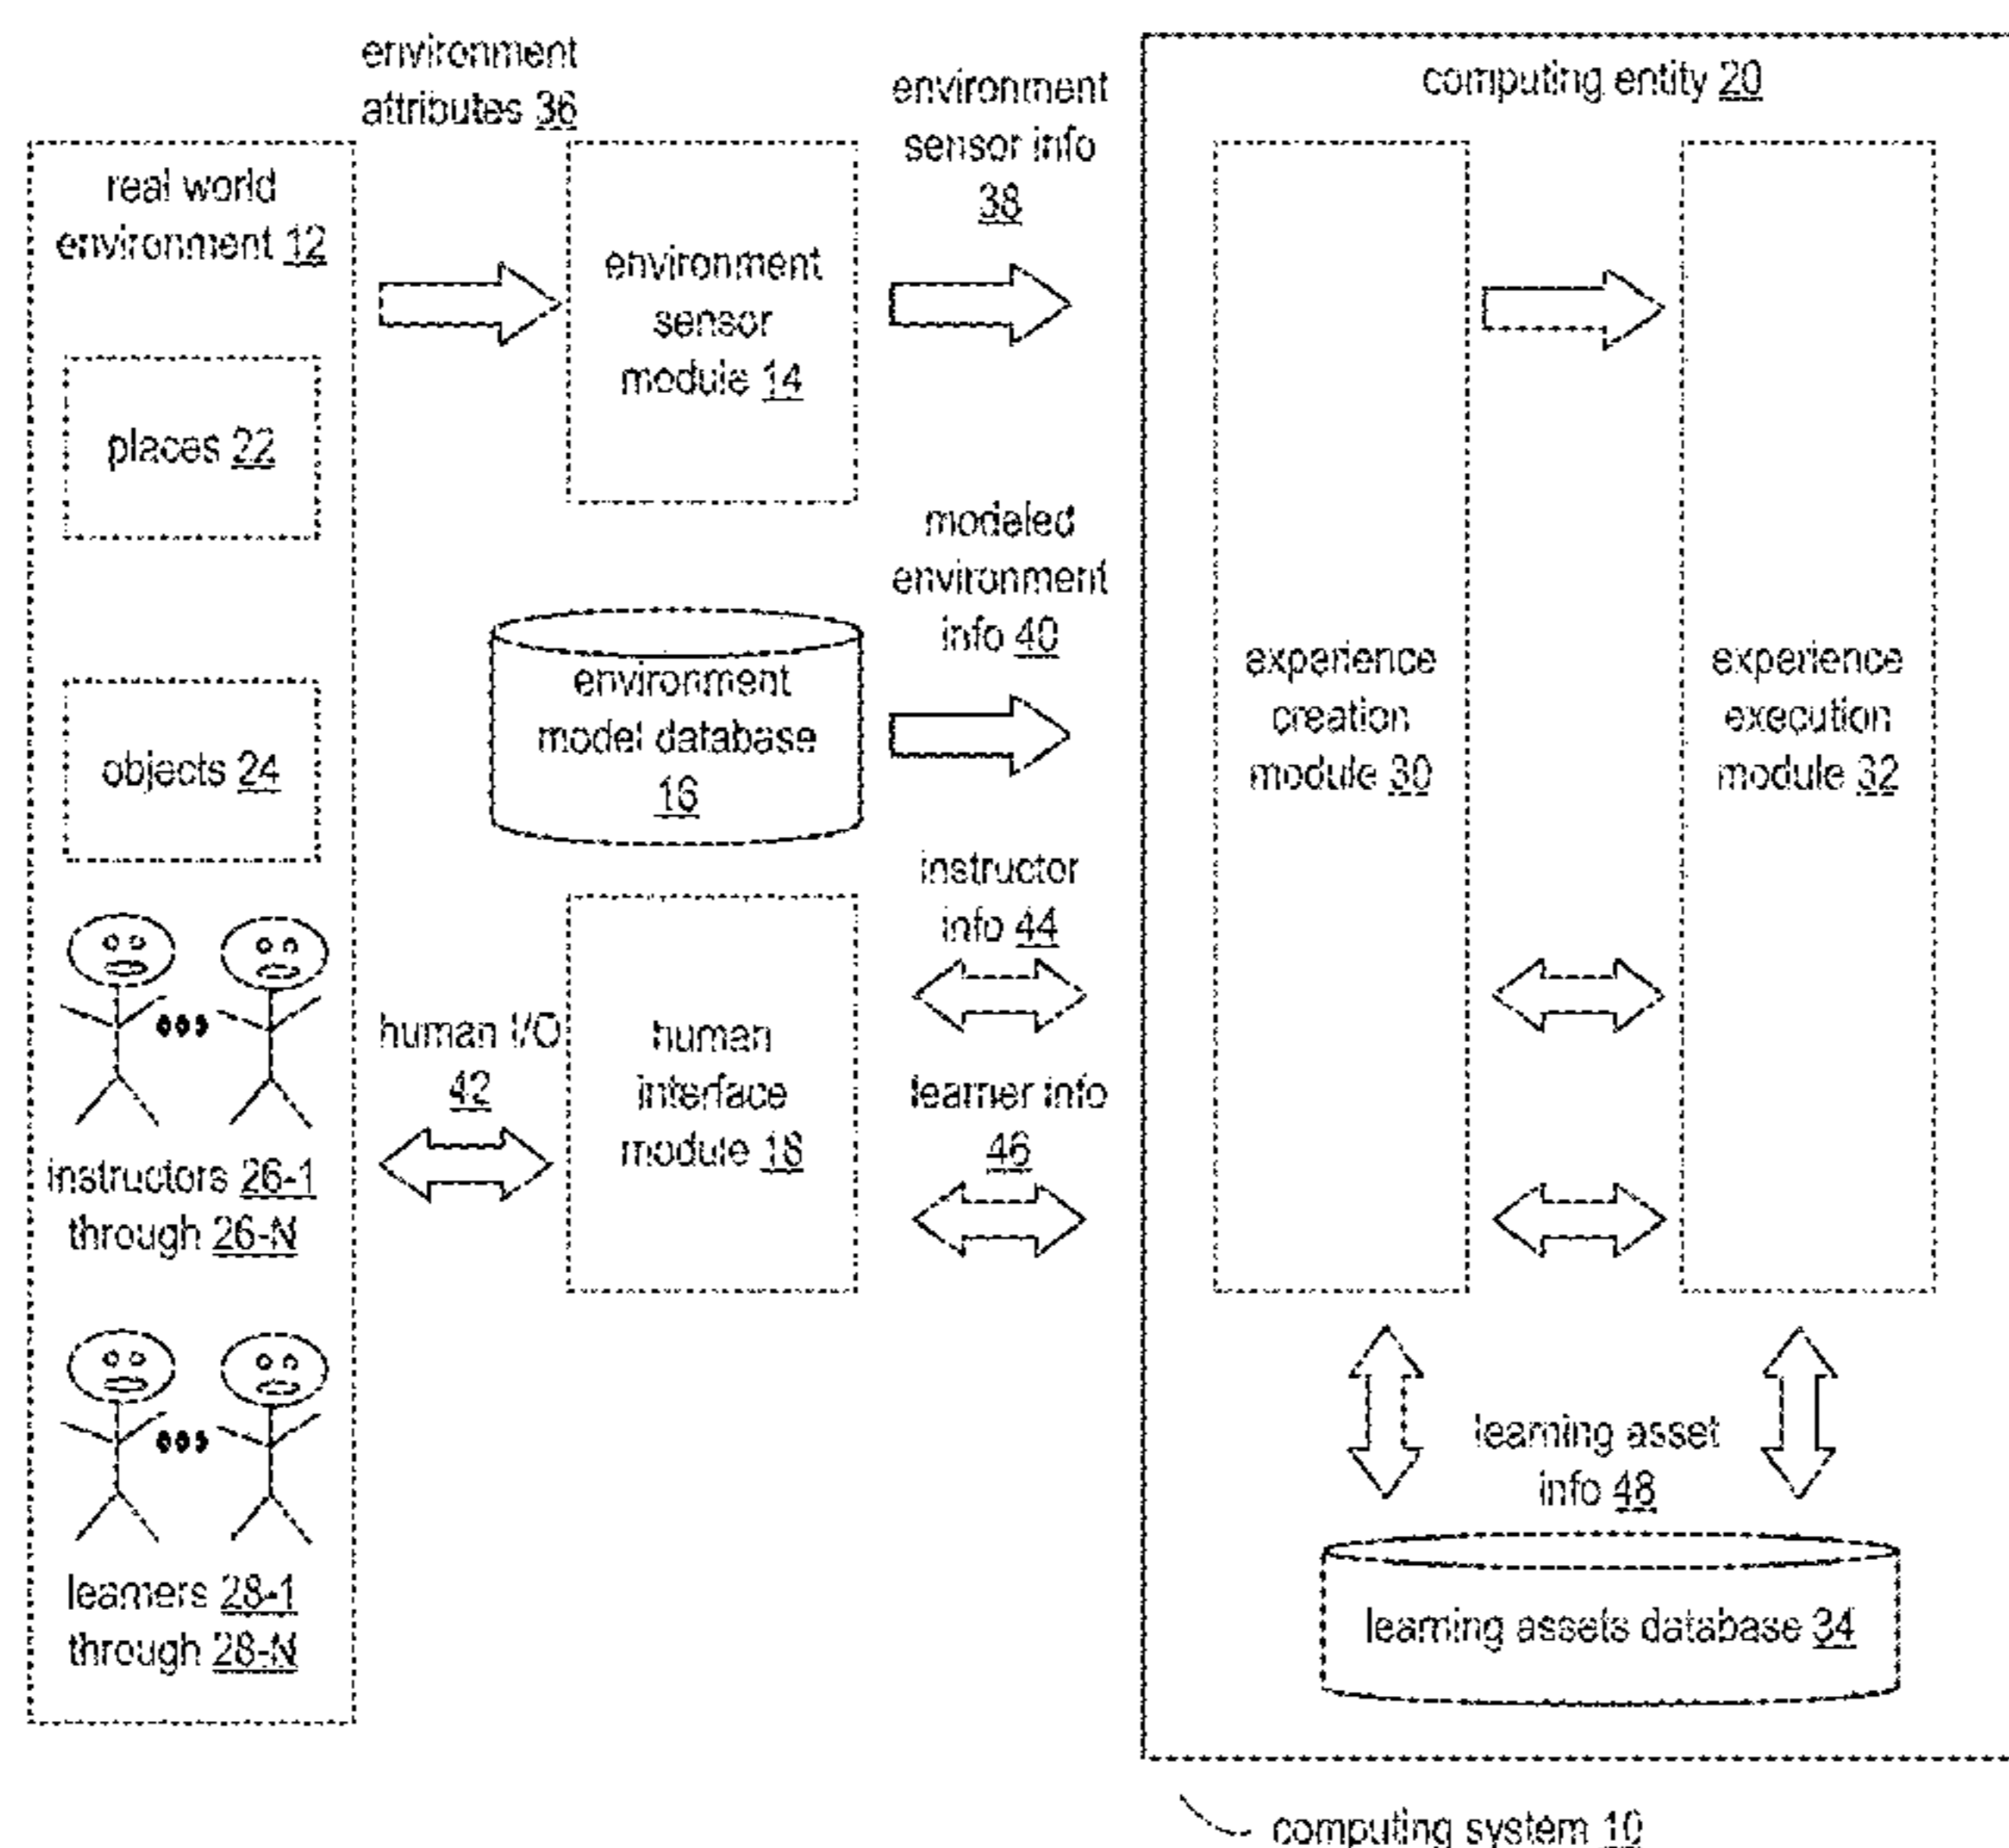 environment
attributes 36
environment
sensor info
38
computing entity 20
real world
environment 12
environment
sensor
module 14
places 22
modeled
environment
info 40
environment
model database
16
experience
creation
module 30
experience
execution
module 32
objects 24
instructor
info 44
human I/O
42
human
interface
module 18
learner info
46
instructors 26-1
through 26-N
learning asset
info 48
learners 28-1
through 28-N
learning assets database 34
computing system 10